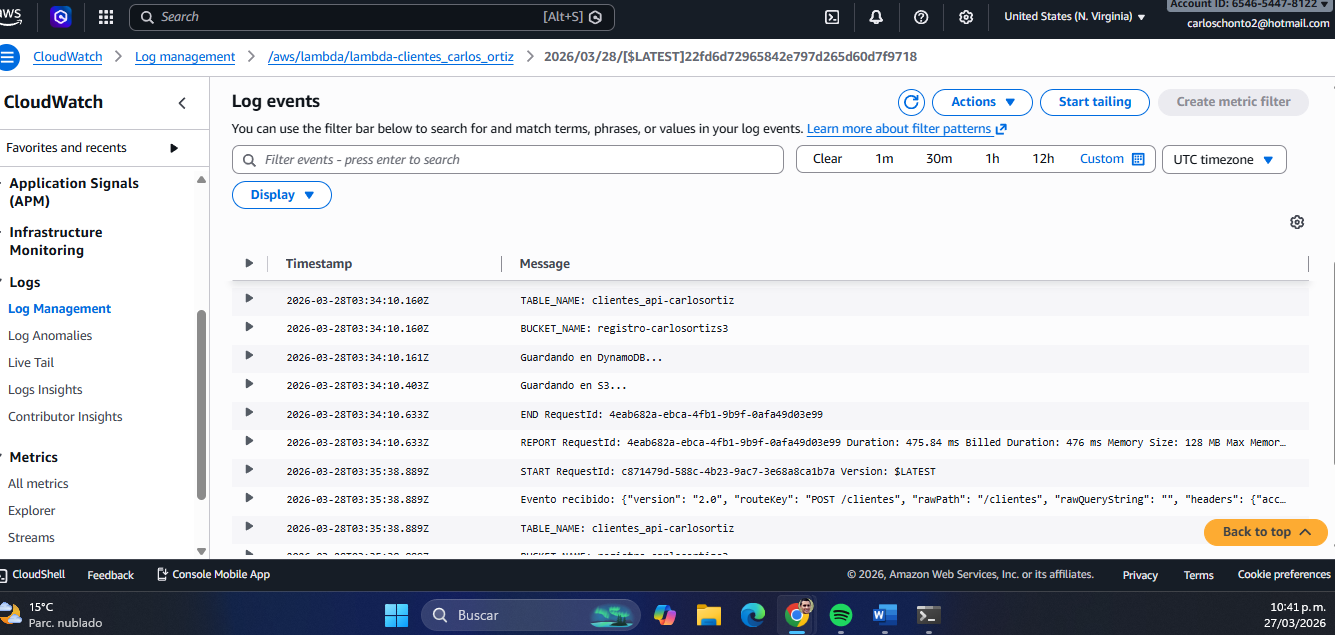 aws
Search [Alt+S]
United States (N. Virginia)
Account ID: 6546-5447-8122
carloschonto2@hotmail.com
CloudWatch
Log management
/aws/lambda/lambda-clientes_carlos_ortiz
2026/03/28/[$LATEST]22fd6d72965842e797d265d60d7f9718
CloudWatch
Favorites and recents
Application Signals
(APM)
Infrastructure
Monitoring
Logs
Log Management
Log Anomalies
Live Tail
Logs Insights
Contributor Insights
Metrics
All metrics
Explorer
Streams
Log events
Actions
Start tailing
Create metric filter
You can use the filter bar below to search for and match terms, phrases, or values in your log events. Learn more about filter patterns
Filter events - press enter to search
Clear 1m 30m 1h 12h Custom
UTC timezone
Display
Timestamp Message
2026-03-28T03:34:10.160Z TABLE_NAME: clientes_api-carlosortiz
2026-03-28T03:34:10.160Z BUCKET_NAME: registro-carlosortizs3
2026-03-28T03:34:10.161Z Guardando en DynamoDB...
2026-03-28T03:34:10.403Z Guardando en S3...
2026-03-28T03:34:10.633Z END RequestId: 4eab682a-ebca-4fb1-9b9f-0afa49d03e99
2026-03-28T03:34:10.633Z REPORT RequestId: 4eab682a-ebca-4fb1-9b9f-0afa49d03e99 Duration: 475.84 ms Billed Duration: 476 ms Memory Size: 128 MB Max Memor…
2026-03-28T03:35:38.889Z START RequestId: c871479d-588c-4b23-9ac7-3e68a8ca1b7a Version: $LATEST
2026-03-28T03:35:38.889Z Evento recibido: {"version": "2.0", "routeKey": "POST /clientes", "rawPath": "/clientes", "rawQueryString": "", "headers": {"acc…
2026-03-28T03:35:38.889Z TABLE_NAME: clientes_api-carlosortiz
Back to top
CloudShell
Feedback
Console Mobile App
© 2026, Amazon Web Services, Inc. or its affiliates.
Privacy
Terms
Cookie preferences
15°C
Parc. nublado
Buscar
10:41 p.m.
27/03/2026